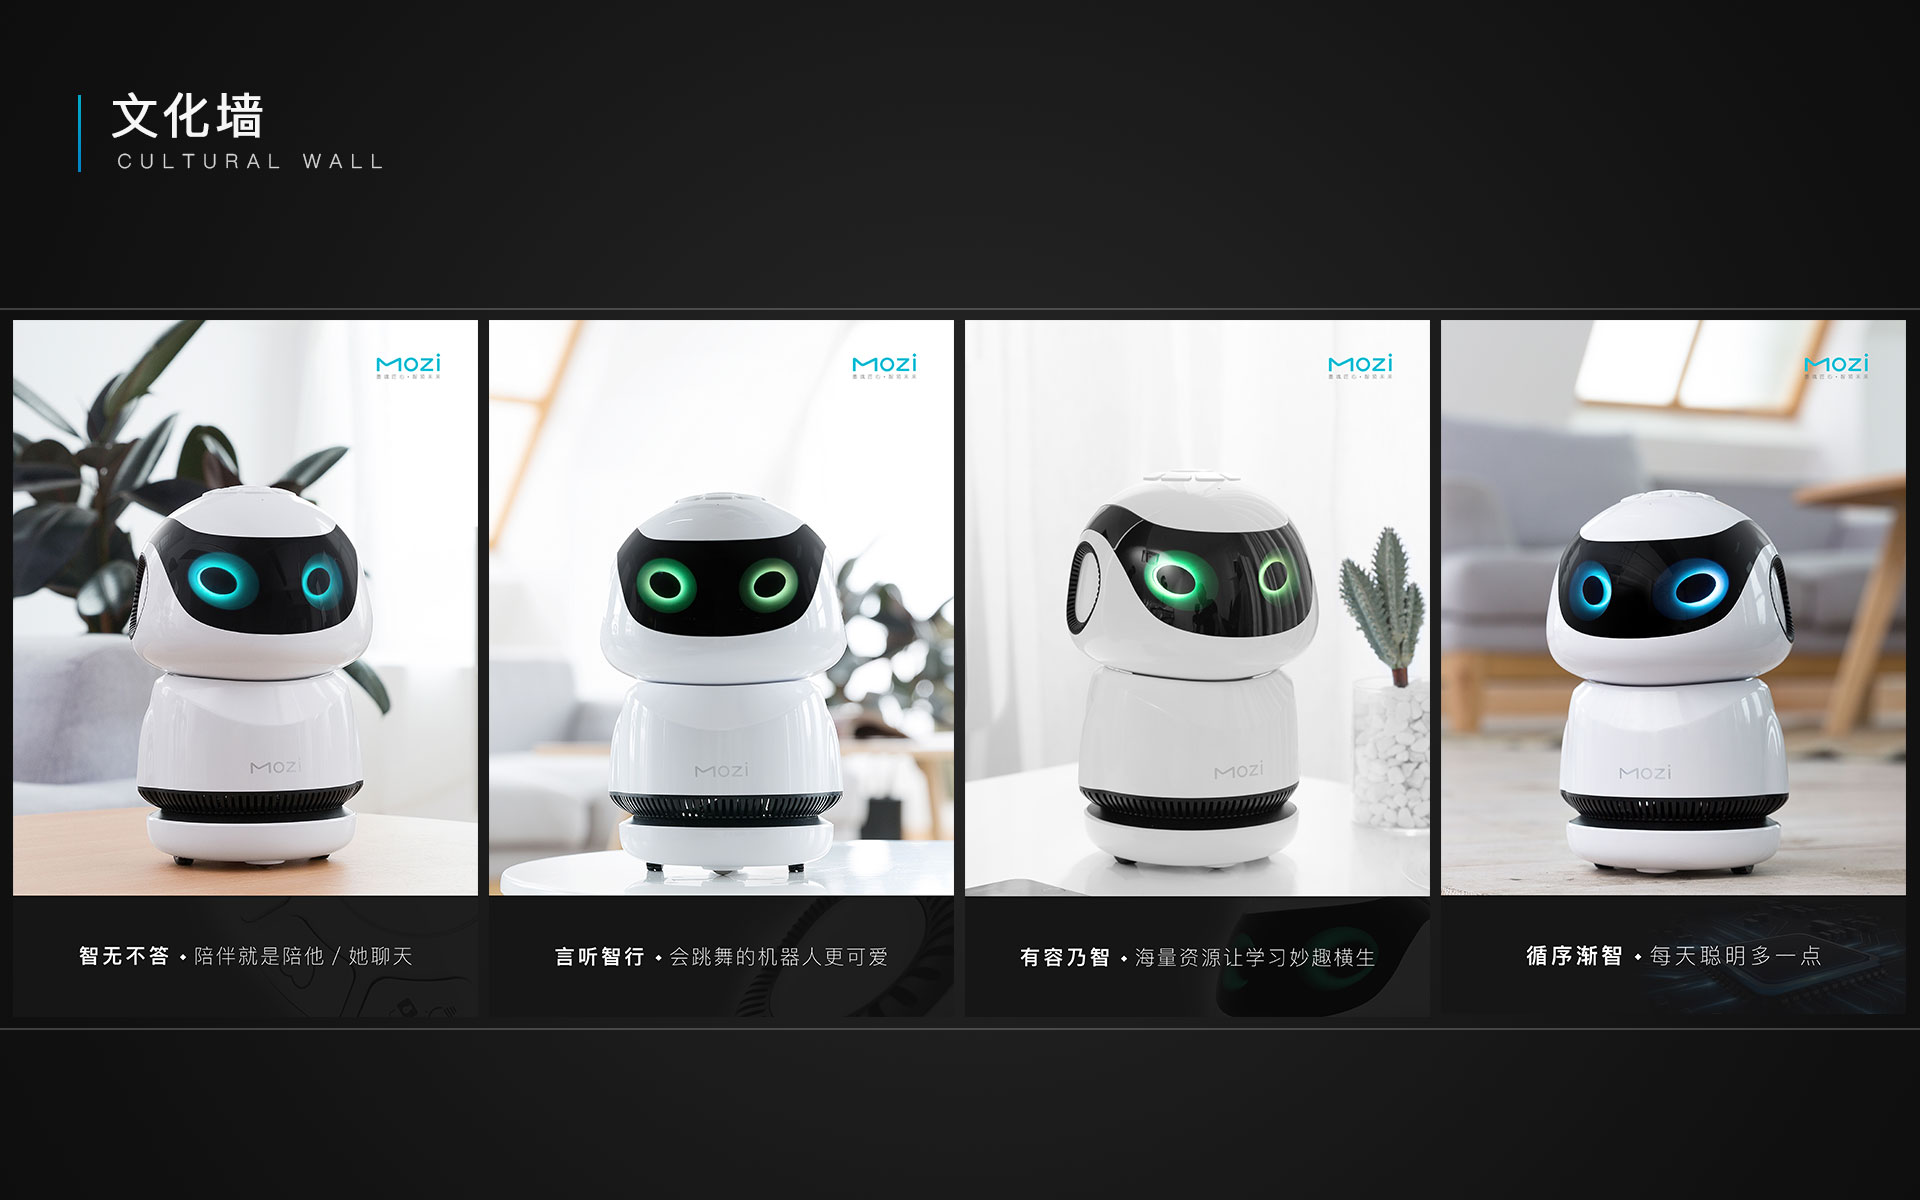 文化墙
CULTURAL WALL
MOZI
MOZI
MOZI
MOZI
MOZI
MOZI
MOZI
MOZI
智无不答·陪伴就是陪他/她聊天
言听智行·会跳舞的机器人更可爱
有容乃智·海量资源让学习妙趣横生
循序渐智·每天聪明多一点